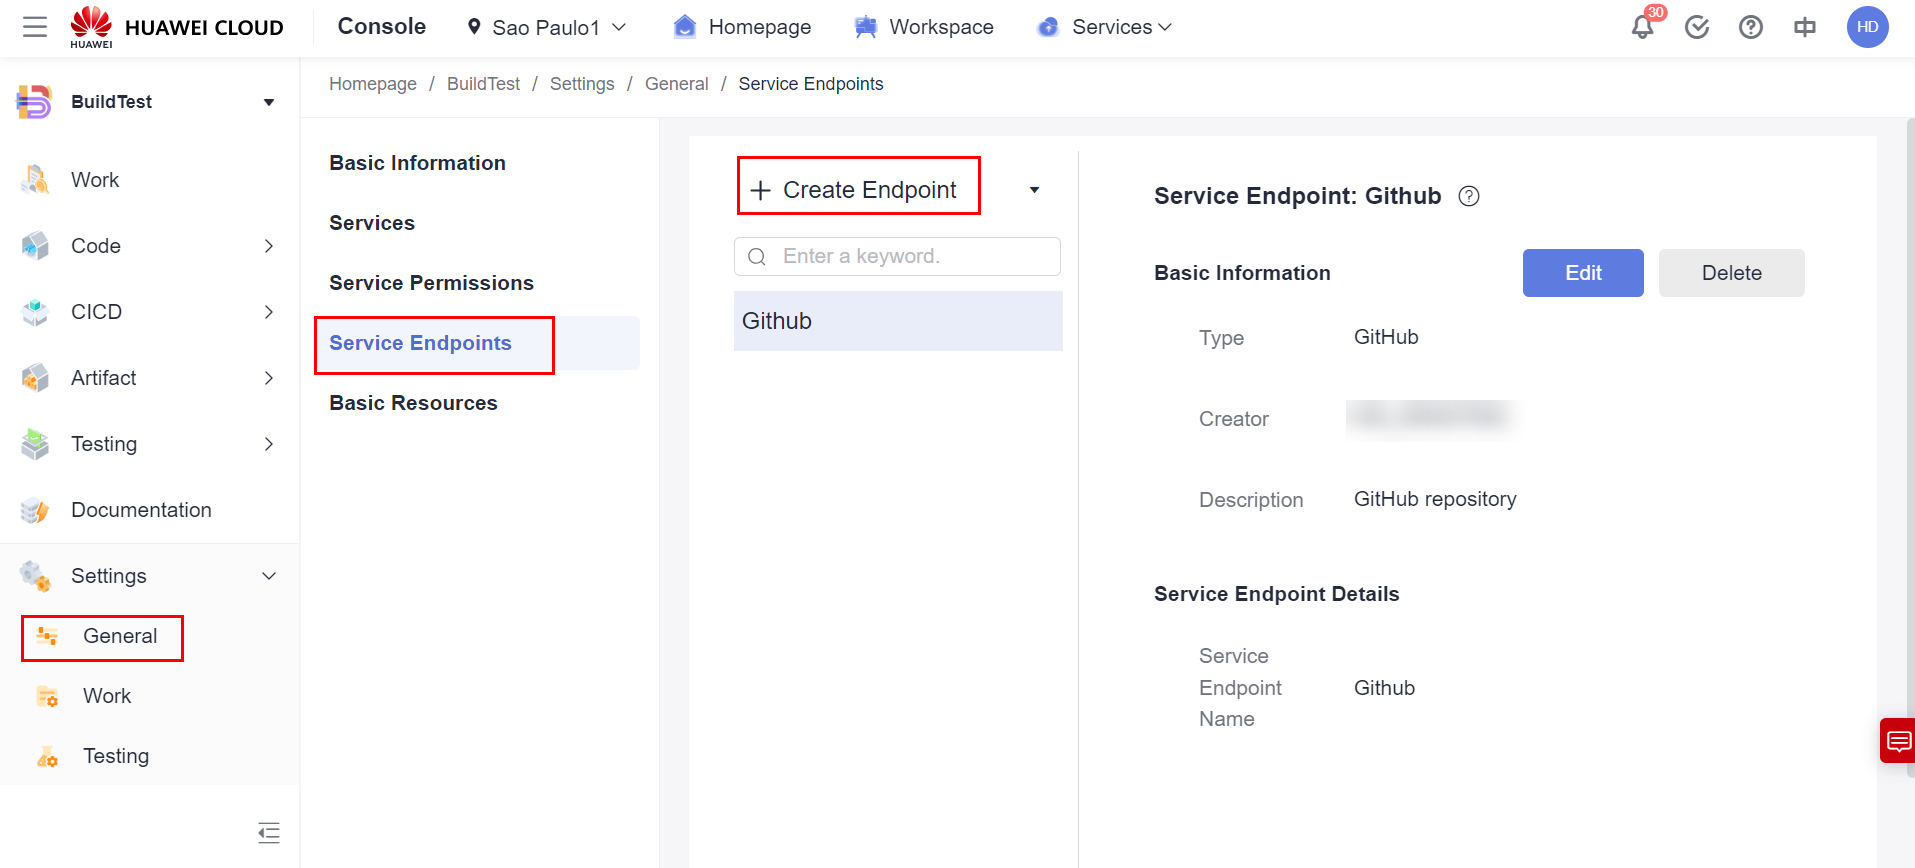 HUAWEI
HUAWEI CLOUD
Console
Sao Paulo1
Homepage
Workspace
Services
30
中
HD
BuildTest
Work
Code
CICD
Artifact
Testing
Documentation
Settings
General
Work
Testing
Homepage / BuildTest / Settings / General / Service Endpoints
Basic Information
Services
Service Permissions
Service Endpoints
Basic Resources
+ Create Endpoint
Enter a keyword.
Github
Service Endpoint: Github ?
Basic Information
Edit
Delete
Type
GitHub
Creator
Description
GitHub repository
Service Endpoint Details
Service
Endpoint
Name
Github